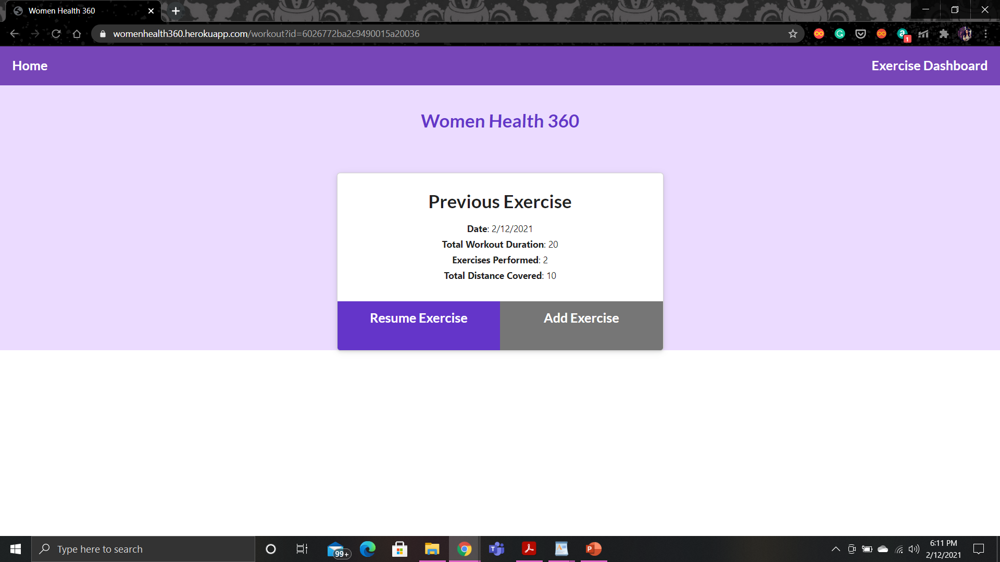 Women Health 360
womenhealth360.herokuapp.com/workout?id=6026772ba2c9490015a20036
1
Home
Exercise Dashboard
Women Health 360
Previous Exercise
Date: 2/12/2021
Total Workout Duration: 20
Exercises Performed: 2
Total Distance Covered: 10
Resume Exercise
Add Exercise
Type here to search
99+
6:11 PM
2/12/2021